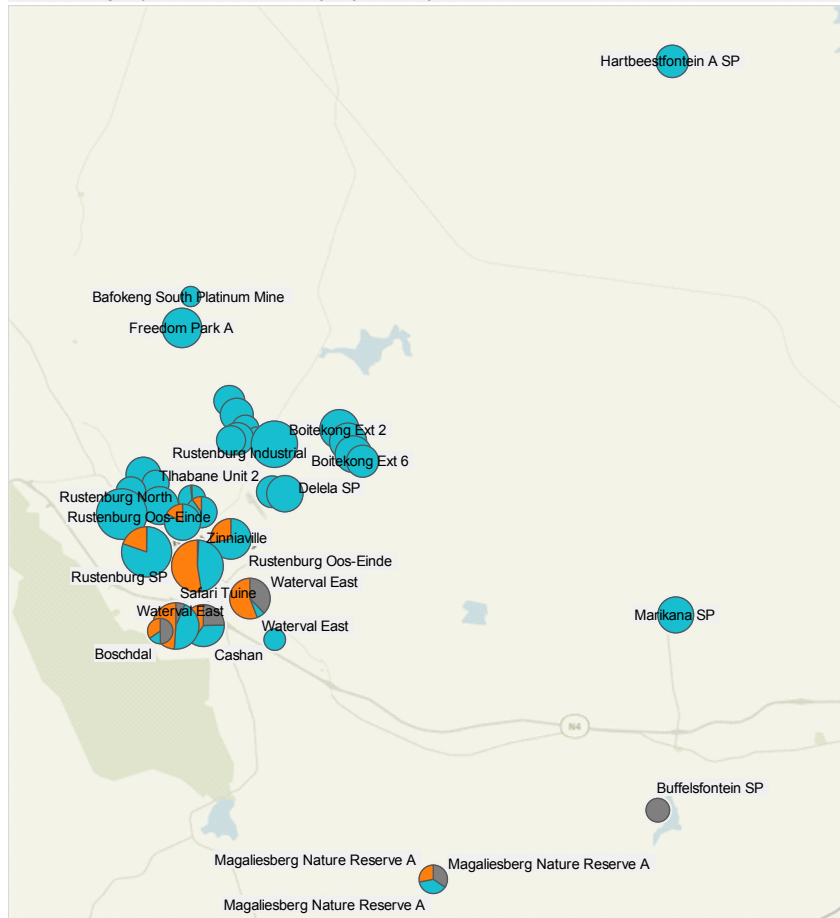 Hartbeestfontein A SP
Bafokeng South Platinum Mine
Freedom Park A
Boitekong Ext 2
Rustenburg Industrial
Boitekong Ext 6
Tlhabane Unit 2
Delela SP
Rustenburg North
Rustenburg Oos-Einde
Zinniaville
Rustenburg Oos-Einde
Rustenburg SP
Waterval East
Safari Tuine
Waterval East
Waterval East
Marikana SP
Boschdal
Cashan
N4
Buffelsfontein SP
Magaliesberg Nature Reserve A
Magaliesberg Nature Reserve A
Magaliesberg Nature Reserve A